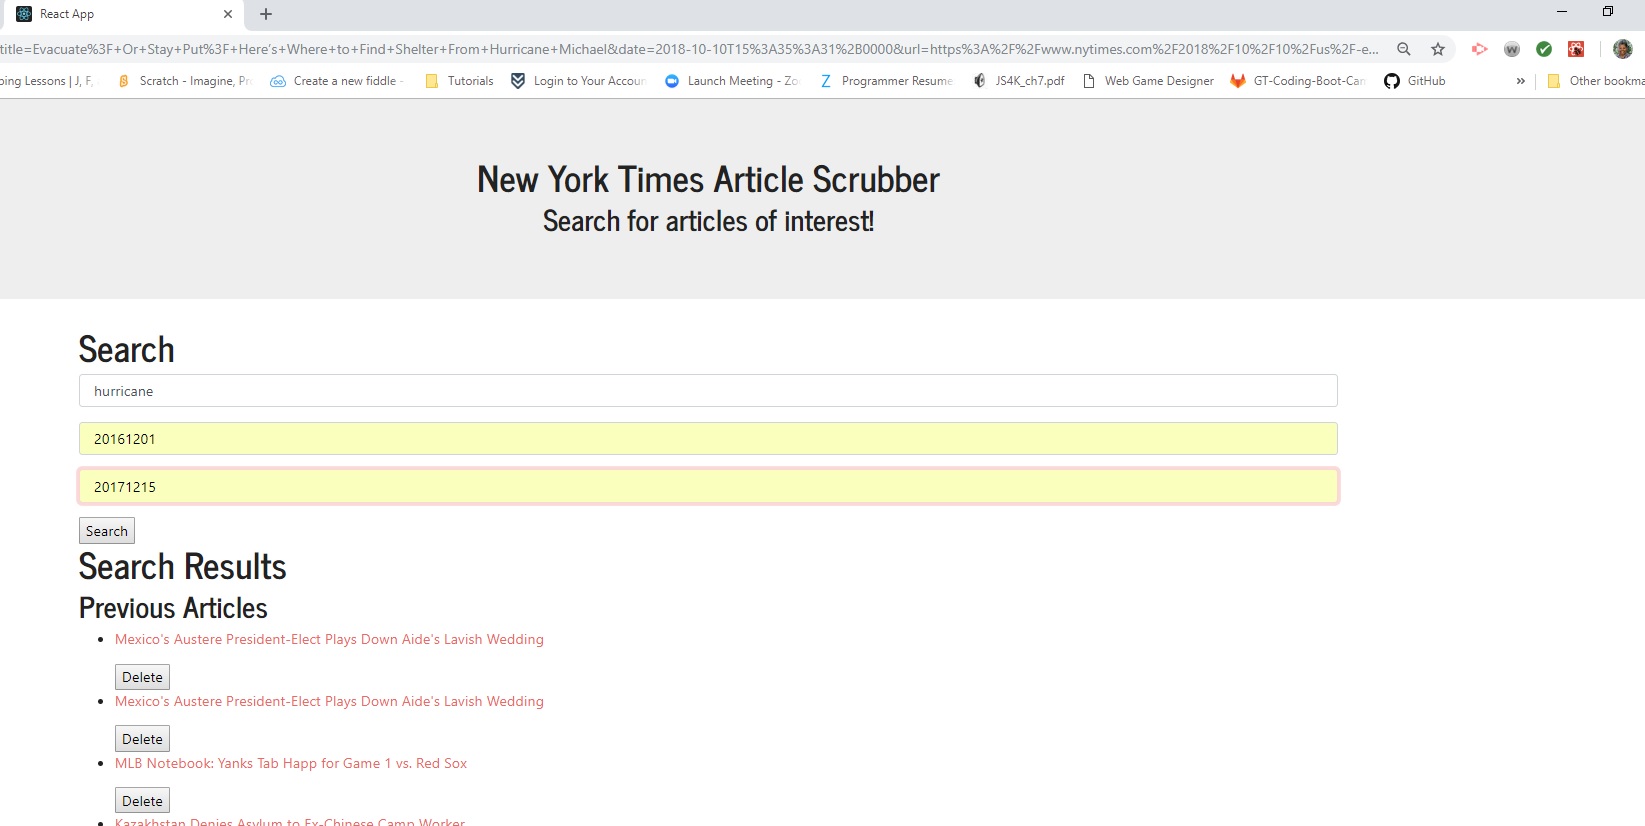 React App
title=Evacuate%3F+Or+Stay+Put%3F+Here's+Where+to+Find+Shelter+From+Hurricane+Michael&date=2018-10-10T15%3A35%3A31%2B0000&url=https%3A%2F%2Fwww.nytimes.com%2F2018%2F10%2F10%2Fus%2F-e...
ping Lessons | J, F, Scratch - Imagine, Pr Create a new fiddle - Tutorials Login to Your Accoun Launch Meeting - Zo Programmer Resume JS4K_ch7.pdf Web Game Designer GT-Coding-Boot-Cam GitHub » Other bookma
New York Times Article Scrubber
Search for articles of interest!
Search
hurricane
20161201
20171215
Search
Search Results
Previous Articles
Mexico's Austere President-Elect Plays Down Aide's Lavish Wedding
Delete
Mexico's Austere President-Elect Plays Down Aide's Lavish Wedding
Delete
MLB Notebook: Yanks Tab Happ for Game 1 vs. Red Sox
Delete
Kazakhstan Denies Asylum to Ex-Chinese Camp Worker